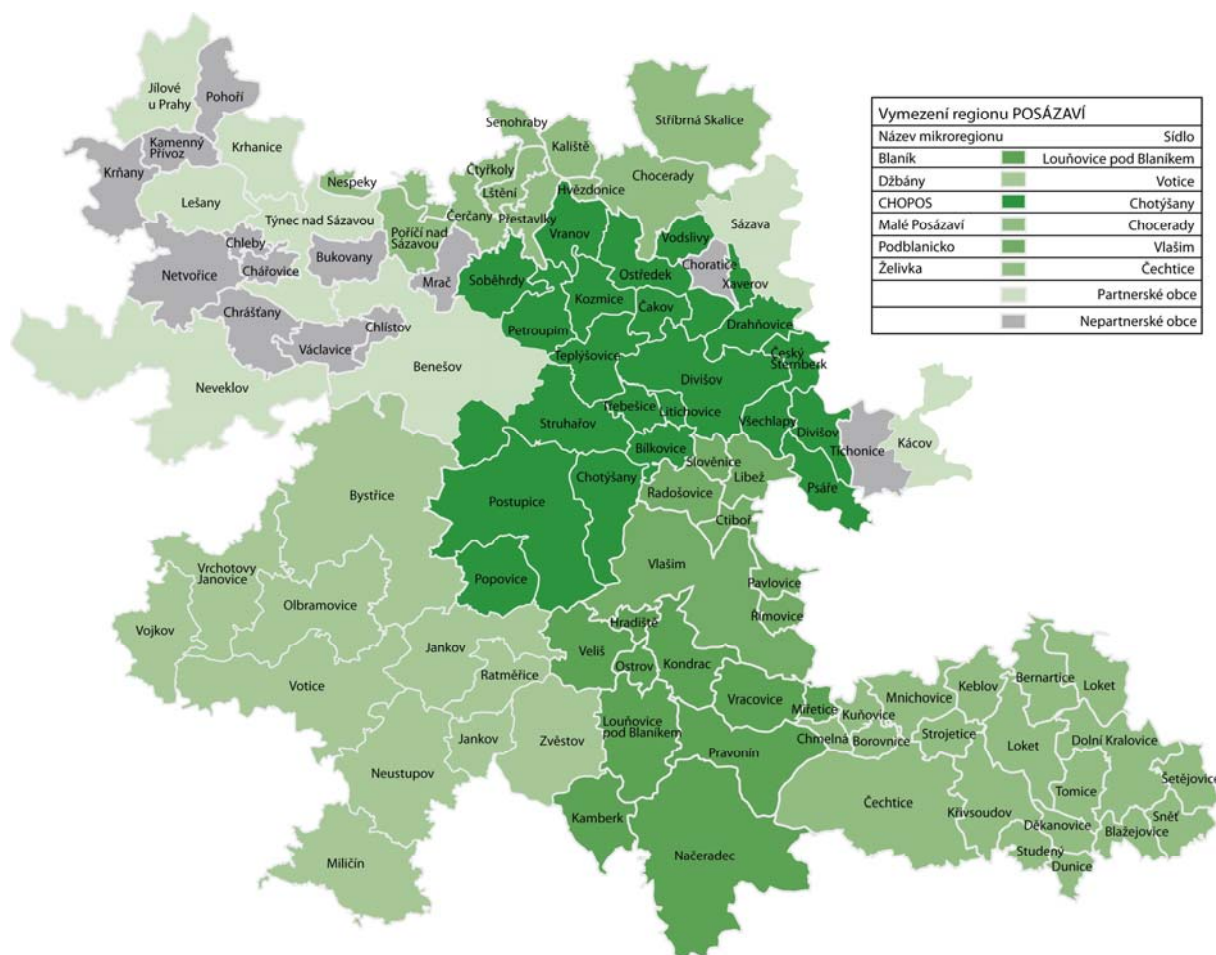 Jílové
u Prahy
Pohoří
Kamenný
Přívoz
Krňany
Krhanice
Lešany
Nespeky
Týnec nad Sázavou
Chleby
Netvořice
Chářovice
Bukovany
Poříčí nad
Sázavou
Mrač
Chrášťany
Václavice
Chlístov
Neveklov
Benešov
Senohraby
Kaliště
Stříbrná Skalice
Čtyřkoly
Lštění
Hvězdonice
Chocerady
Čerčany
Přestavlky
Vranov
Vodslivy
Sázava
Soběhrdy
Ostředek
Choratiče
Xaverov
Kozmice
Čakov
Petroupim
Drahňovice
Teplýšovice
Český
Šternberk
Divišov
Třebešice
Litichovice
Struhařov
Všechlapy
Divišov
Tichonice
Kácov
Bílkovice
Slověnice
Chotýšany
Libež
Psáře
Radošovice
Postupice
Ctiboř
Bystřice
Vlašim
Popovice
Pavlovice
Římovice
Vrchotovy
Janovice
Olbramovice
Hradiště
Vojkov
Jankov
Veliš
Ostrov
Kondrac
Ratměřice
Votice
Vracovice
Miřetice
Louňovice
pod Blaníkem
Jankov
Zvěstov
Pravonín
Neustupov
Kamberk
Načeradec
Miličín
Kuňovice
Mnichovice
Keblov
Bernartice
Loket
Chmelná
Borovnice
Strojetice
Loket
Dolní Kralovice
Čechtice
Křivsoudov
Tomice
Šetějovice
Děkanovice
Blažejovice
Sněť
Studený
Dunice
Vymezení regionu POSÁZAVÍ
Název mikroregionu Sídlo
Blaník Louňovice pod Blaníkem
Džbány Votice
CHOPOS Chotýšany
Malé Posázaví Chocerady
Podblanicko Vlašim
Želivka Čechtice
Partnerské obce
Nepartnerské obce